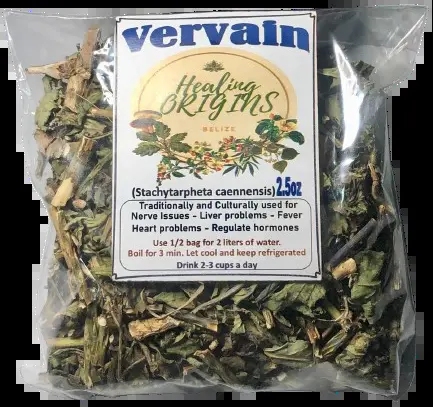 vervain
Healing
ORIGINS
BELIZE
(Stachytarpheta caennensis) 2.5oz
Traditionally and Culturally used for
Nerve Issues - Liver problems - Fever
Heart problems - Regulate hormones
Use 1/2 bag for 2 liters of water.
Boil for 3 min. Let cool and keep refrigerated
Drink 2-3 cups a day